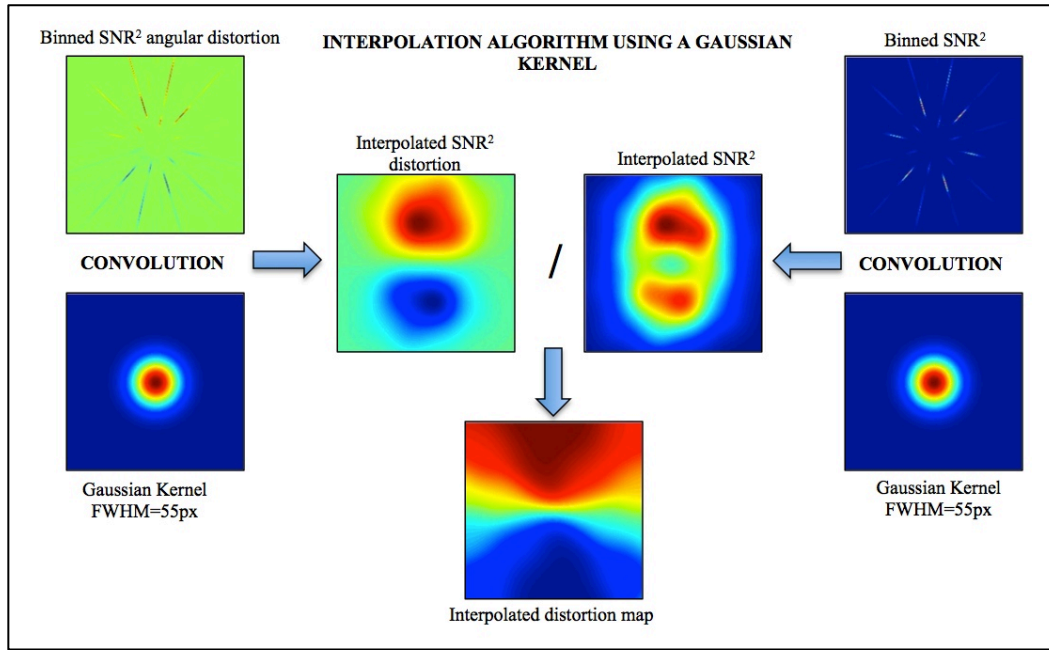 Binned SNR² angular distortion
INTERPOLATION ALGORITHM USING A GAUSSIAN
KERNEL
Binned SNR²
Interpolated SNR²
distortion
Interpolated SNR²
CONVOLUTION
/
CONVOLUTION
Gaussian Kernel
FWHM=55px
Gaussian Kernel
FWHM=55px
Interpolated distortion map